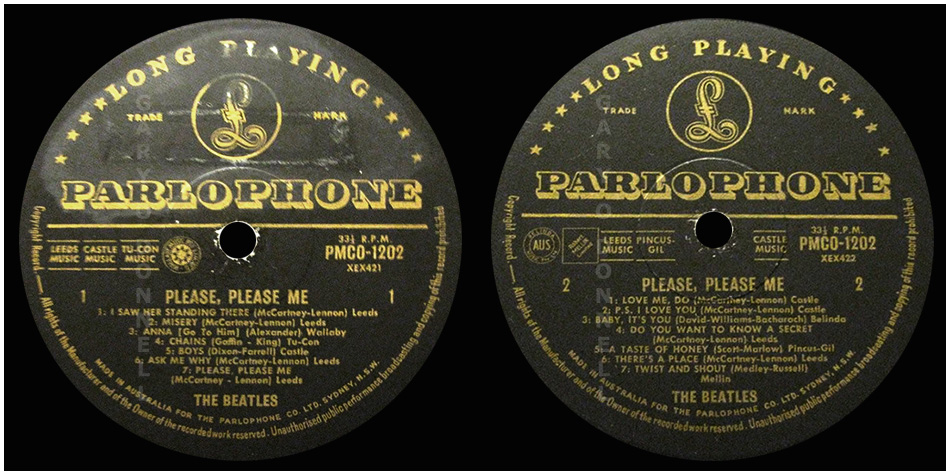 LONG PLAYING
TRADE £ MARK
PARLOPHONE
33⅓ R.P.M.
LEEDS MUSIC CASTLE MUSIC TU-CON MUSIC
PMCO-1202
XEX421
1 PLEASE, PLEASE ME 1
1: I SAW HER STANDING THERE (McCartney-Lennon) Leeds
2: MISERY (McCartney-Lennon) Leeds
3: ANNA (Go To Him) (Alexander) Wallaby
4: CHAINS (Goffin - King) Tu-Con
5: BOYS (Dixon-Farrell) Castle
6: ASK ME WHY (McCartney-Lennon) Leeds
7: PLEASE, PLEASE ME
(McCartney - Lennon) Leeds
THE BEATLES
MADE IN AUSTRALIA FOR THE PARLOPHONE CO. LTD. SYDNEY, N.S.W.
Copyright Record — All rights of the Manufacturer and of the Owner of the recorded work reserved. Unauthorised public performance broadcasting and copying of this record prohibited
LONG PLAYING
TRADE £ MARK
PARLOPHONE
33⅓ R.P.M.
AUS LEEDS MUSIC PINCUS-GIL CASTLE MUSIC
PMCO-1202
XEX422
2 PLEASE, PLEASE ME 2
1: LOVE ME, DO (McCartney-Lennon) Castle
2: P.S. I LOVE YOU (McCartney-Lennon) Castle
3: BABY, IT'S YOU (David-Williams-Bacharach) Belinda
4: DO YOU WANT TO KNOW A SECRET
(McCartney-Lennon) Leeds
5: A TASTE OF HONEY (Scott-Marlow) Pincus-Gil
6: THERE'S A PLACE (McCartney-Lennon) Leeds
7: TWIST AND SHOUT (Medley-Russell)
Mellin
THE BEATLES
MADE IN AUSTRALIA FOR THE PARLOPHONE CO. LTD. SYDNEY, N.S.W.
Copyright Record — All rights of the Manufacturer and of the Owner of the recorded work reserved. Unauthorised public performance broadcasting and copying of this record prohibited